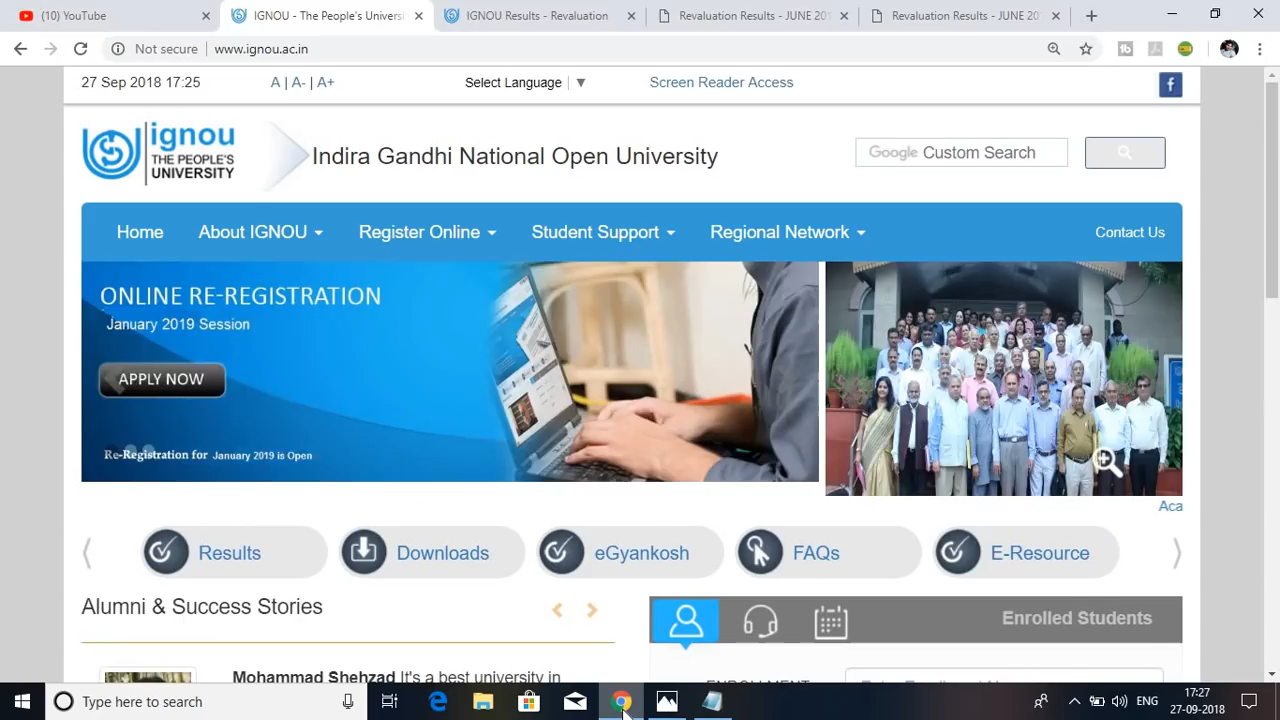 (10) YouTube
IGNOU - The People's Universi
IGNOU Results - Revaluation
Revaluation Results - JUNE 201
Revaluation Results - JUNE 201
Not secure
www.ignou.ac.in
27 Sep 2018 17:25
A | A- | A+
Select Language
Screen Reader Access
ignou
THE PEOPLE'S
UNIVERSITY
Indira Gandhi National Open University
Google Custom Search
Home
About IGNOU
Register Online
Student Support
Regional Network
Contact Us
ONLINE RE-REGISTRATION
January 2019 Session
APPLY NOW
Re-Registration for January 2019 is Open
Aca
Results
Downloads
eGyankosh
FAQs
E-Resource
Alumni & Success Stories
Enrolled Students
Mohammad Shehzad It's a best university in
Type here to search
ENG
17:27
27-09-2018